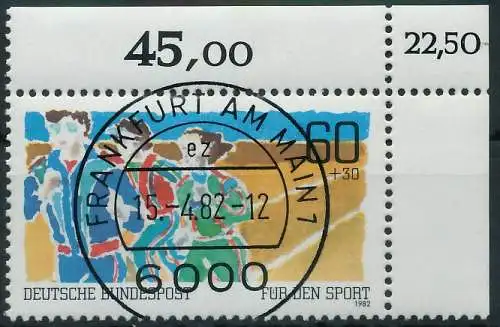 45,00
22,50
FRANKFURT AM MAIN 1
ez
60
+30
15.-4.82-12
6000
DEUTSCHE BUNDESPOST
FÜR DEN SPORT
1982